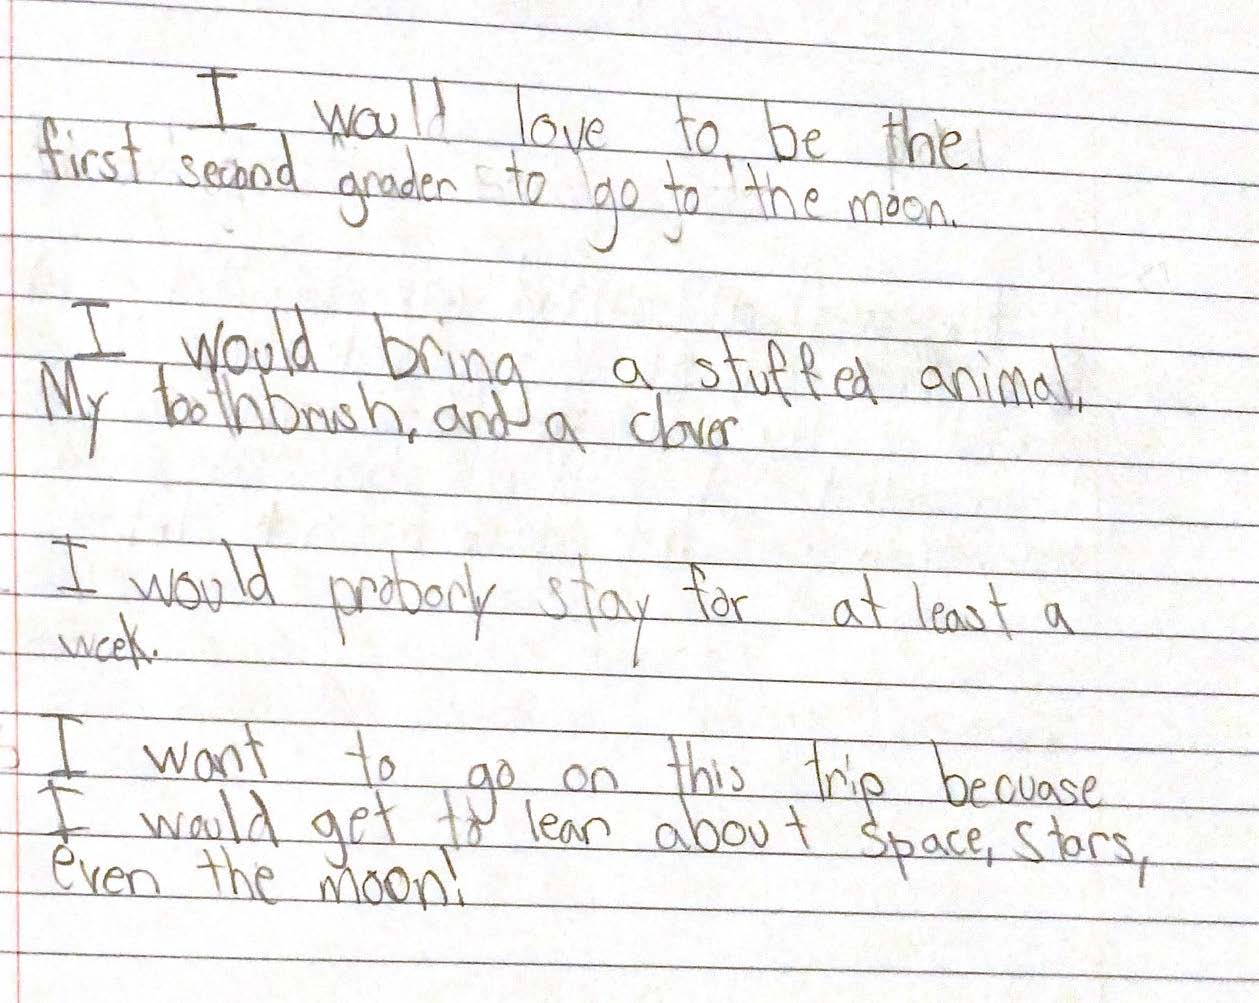 I would love to be the
first second grader to go to the moon.
I would bring a stuffed animal,
My toothbrush, and a clover
I would proborly stay for at least a
week.
I want to go on this trip becuase
I would get to lean about space, stars,
even the moon!